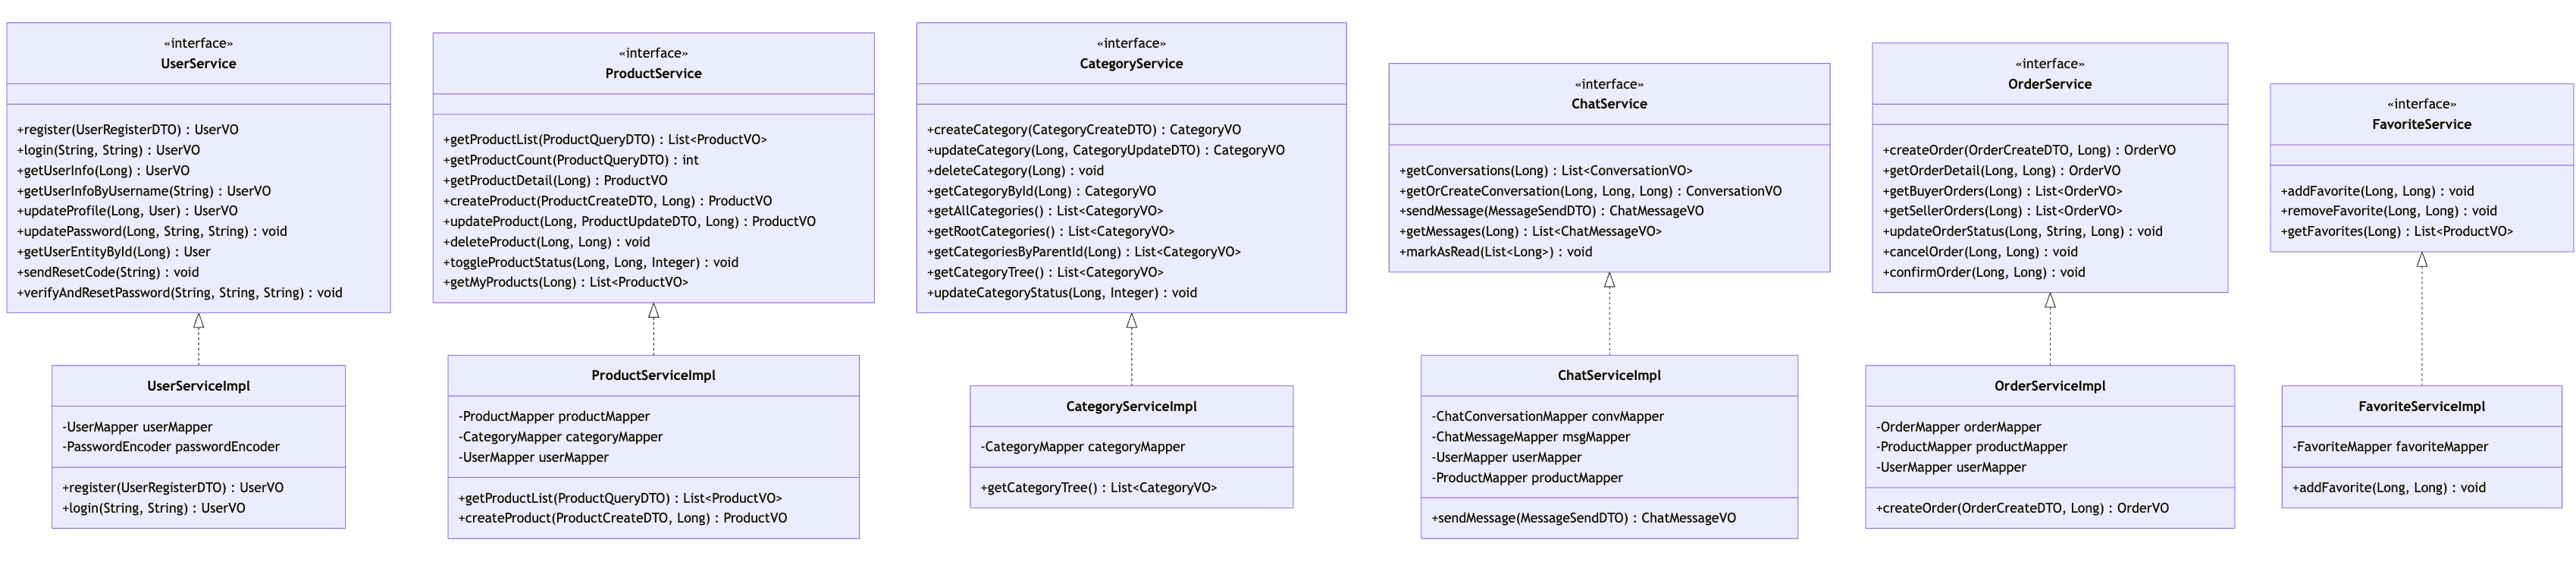 «interface»
UserService
+register(UserRegisterDTO) : UserVO
+login(String, String) : UserVO
+getUserInfo(Long) : UserVO
+getUserInfoByUsername(String) : UserVO
+updateProfile(Long, User) : UserVO
+updatePassword(Long, String, String) : void
+getUserEntityById(Long) : User
+sendResetCode(String) : void
+verifyAndResetPassword(String, String, String) : void
UserServiceImpl
-UserMapper userMapper
-PasswordEncoder passwordEncoder
+register(UserRegisterDTO) : UserVO
+login(String, String) : UserVO
«interface»
ProductService
+getProductList(ProductQueryDTO) : List<ProductVO>
+getProductCount(ProductQueryDTO) : int
+getProductDetail(Long) : ProductVO
+createProduct(ProductCreateDTO, Long) : ProductVO
+updateProduct(Long, ProductUpdateDTO, Long) : ProductVO
+deleteProduct(Long, Long) : void
+toggleProductStatus(Long, Long, Integer) : void
+getMyProducts(Long) : List<ProductVO>
ProductServiceImpl
-ProductMapper productMapper
-CategoryMapper categoryMapper
-UserMapper userMapper
+getProductList(ProductQueryDTO) : List<ProductVO>
+createProduct(ProductCreateDTO, Long) : ProductVO
«interface»
CategoryService
+createCategory(CategoryCreateDTO) : CategoryVO
+updateCategory(Long, CategoryUpdateDTO) : CategoryVO
+deleteCategory(Long) : void
+getCategoryById(Long) : CategoryVO
+getAllCategories() : List<CategoryVO>
+getRootCategories() : List<CategoryVO>
+getCategoriesByParentId(Long) : List<CategoryVO>
+getCategoryTree() : List<CategoryVO>
+updateCategoryStatus(Long, Integer) : void
CategoryServiceImpl
-CategoryMapper categoryMapper
+getCategoryTree() : List<CategoryVO>
«interface»
ChatService
+getConversations(Long) : List<ConversationVO>
+getOrCreateConversation(Long, Long, Long) : ConversationVO
+sendMessage(MessageSendDTO) : ChatMessageVO
+getMessages(Long) : List<ChatMessageVO>
+markAsRead(List<Long>) : void
ChatServiceImpl
-ChatConversationMapper convMapper
-ChatMessageMapper msgMapper
-UserMapper userMapper
-ProductMapper productMapper
+sendMessage(MessageSendDTO) : ChatMessageVO
«interface»
OrderService
+createOrder(OrderCreateDTO, Long) : OrderVO
+getOrderDetail(Long, Long) : OrderVO
+getBuyerOrders(Long) : List<OrderVO>
+getSellerOrders(Long) : List<OrderVO>
+updateOrderStatus(Long, String, Long) : void
+cancelOrder(Long, Long) : void
+confirmOrder(Long, Long) : void
OrderServiceImpl
-OrderMapper orderMapper
-ProductMapper productMapper
-UserMapper userMapper
+createOrder(OrderCreateDTO, Long) : OrderVO
«interface»
FavoriteService
+addFavorite(Long, Long) : void
+removeFavorite(Long, Long) : void
+getFavorites(Long) : List<ProductVO>
FavoriteServiceImpl
-FavoriteMapper favoriteMapper
+addFavorite(Long, Long) : void